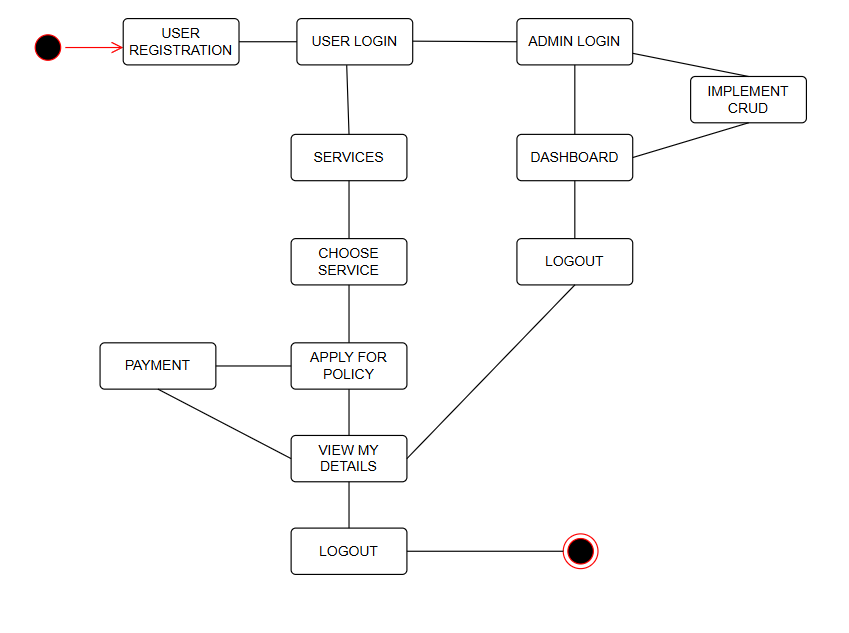 USER
REGISTRATION
USER LOGIN
ADMIN LOGIN
IMPLEMENT
CRUD
SERVICES
DASHBOARD
CHOOSE
SERVICE
LOGOUT
PAYMENT
APPLY FOR
POLICY
VIEW MY
DETAILS
LOGOUT